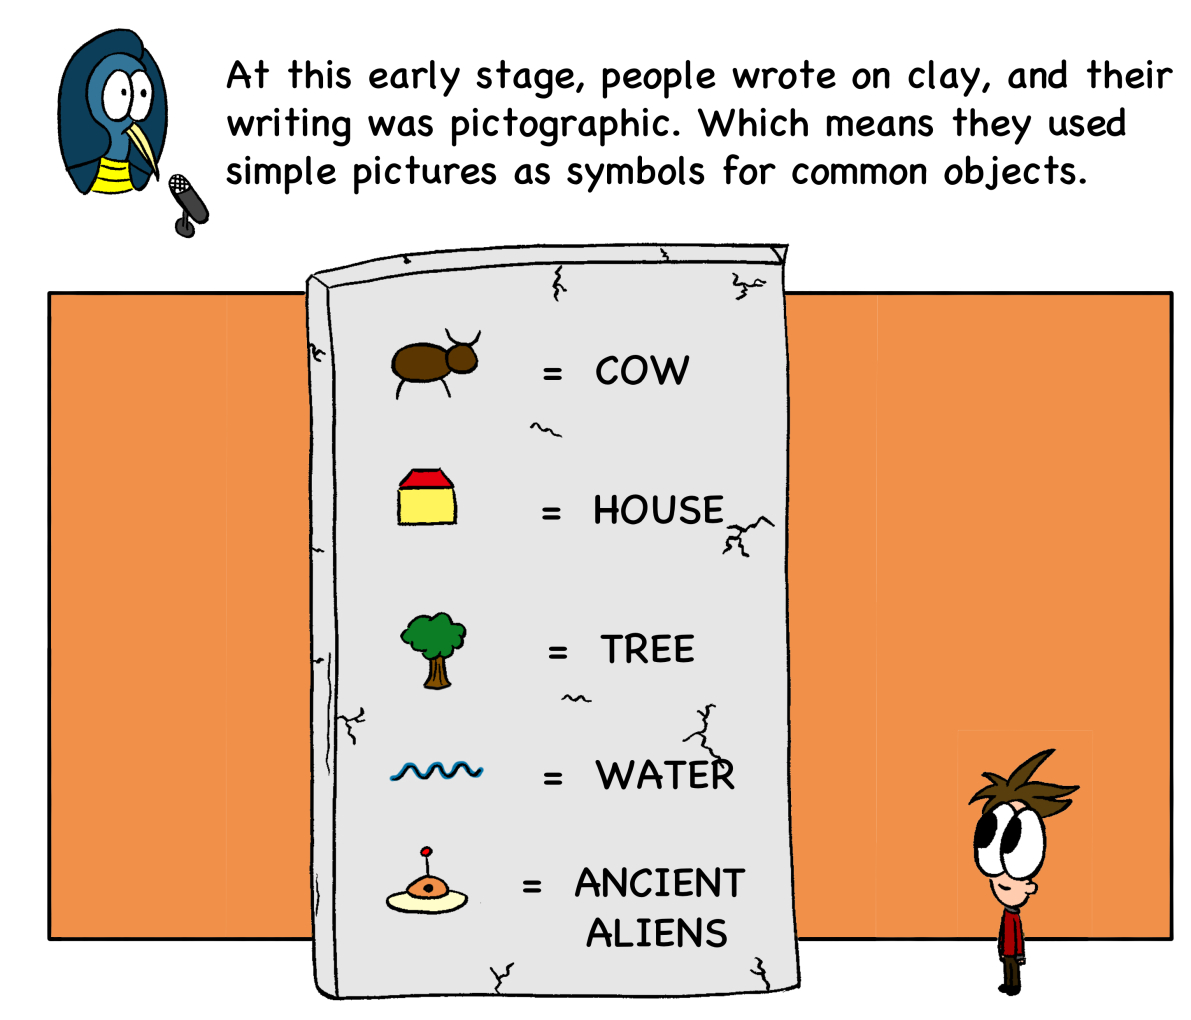 At this early stage, people wrote on clay, and their
writing was pictographic. Which means they used
simple pictures as symbols for common objects.
= COW
= HOUSE
= TREE
= WATER
= ANCIENT
ALIENS